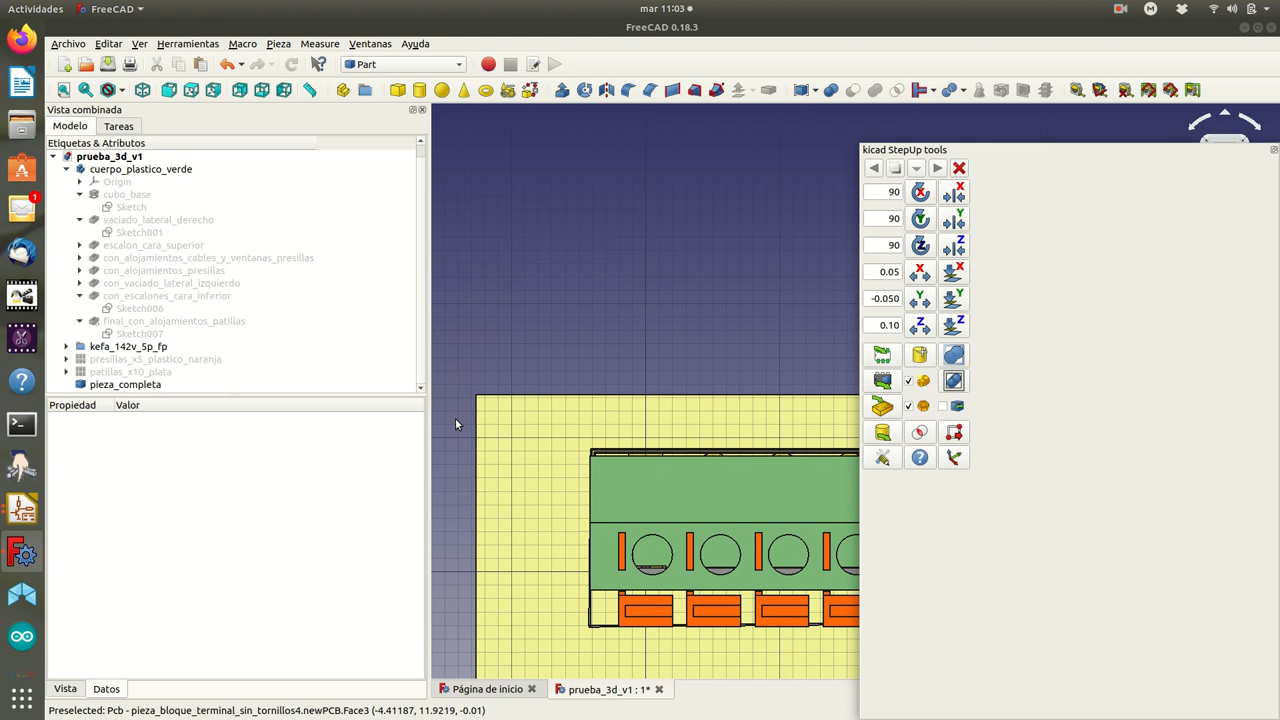 Actividades
FreeCAD
mar 11:03
FreeCAD 0.18.3
Archivo Editar Ver Herramientas Macro Pieza Measure Ventanas Ayuda
Part
Vista combinada
Modelo Tareas
Etiquetas & Atributos
prueba_3d_v1
cuerpo_plastico_verde
Origin
cubo_base
Sketch
vaciado_lateral_derecho
Sketch001
escalon_cara_superior
con_alojamientos_cables_y_ventanas_presillas
con_alojamientos_presillas
con_vaciado_lateral_izquierdo
con_escalones_cara_inferior
Sketch006
final_con_alojamientos_patillas
Sketch007
kefa_142v_5p_fp
presillas_x5_plastico_naranja
patillas_x10_plata
pieza_completa
Propiedad Valor
Vista Datos
kicad StepUp tools
90 X X
90 Y Y
90 Z Z
0.05 X X
-0.050 Y Y
0.10 Z Z
Página de inicio
prueba_3d_v1 : 1*
Preselected: Pcb - pieza_bloque_terminal_sin_tornillos4.newPCB.Face3 (-4.41187, 11.9219, -0.01)
1